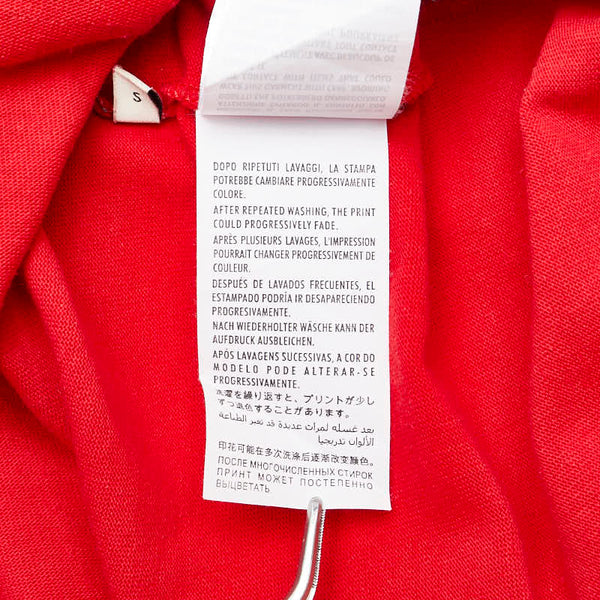 S
DOPO RIPETUTI LAVAGGI, LA STAMPA
POTREBBE CAMBIARE PROGRESSIVAMENTE
COLORE.
AFTER REPEATED WASHING, THE PRINT
COULD PROGRESSIVELY FADE.
APRÈS PLUSIEURS LAVAGES, L'IMPRESSION
POURRAIT CHANGER PROGRESSIVEMENT DE
COULEUR.
DESPUÉS DE LAVADOS FRECUENTES, EL
ESTAMPADO PODRÍA IR DESAPARECIENDO
PROGRESIVAMENTE.
NACH WIEDERHOLTER WÄSCHE KANN DER
AUFDRUCK AUSBLEICHEN.
APÓS LAVAGENS SUCESSIVAS, A COR DO
MODELO PODE ALTERAR-SE
PROGRESSIVAMENTE.
洗濯を繰り返すと、プリントが少し
ずつ退色することがあります。
بعد غسله لمرات عديدة قد تغير الطباعة
الألوان تدريجيا
印花可能在多次洗涤后逐渐改变颜色。
ПОСЛЕ МНОГОЧИСЛЕННЫХ СТИРОК
ПРИНТ МОЖЕТ ПОСТЕПЕННО
ВЫЦВЕТАТЬ